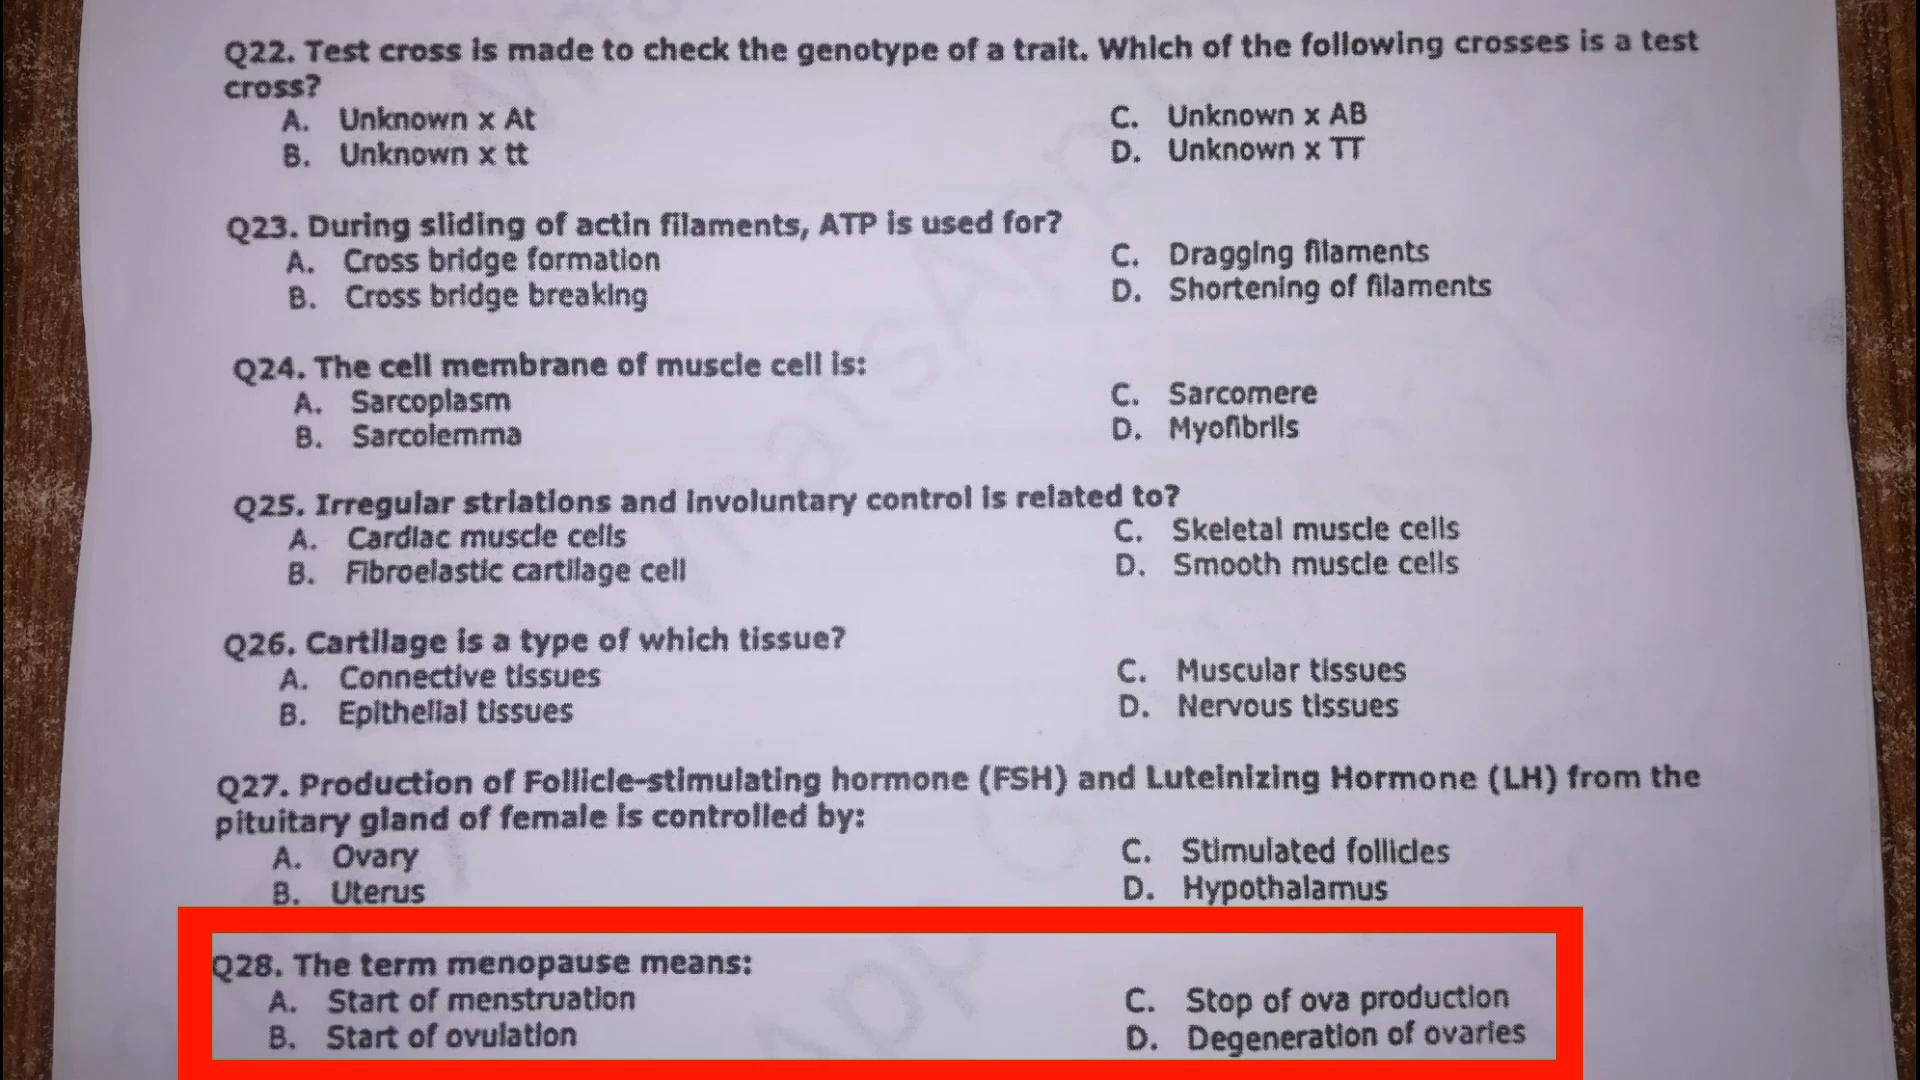 Q22. Test cross is made to check the genotype of a trait. Which of the following crosses is a test
cross?
A. Unknown x At
B. Unknown x tt
C. Unknown x AB
D. Unknown x TT
Q23. During sliding of actin filaments, ATP is used for?
A. Cross bridge formation
B. Cross bridge breaking
C. Dragging filaments
D. Shortening of filaments
Q24. The cell membrane of muscle cell is:
A. Sarcoplasm
B. Sarcolemma
C. Sarcomere
D. Myofibrils
Q25. Irregular striations and involuntary control is related to?
A. Cardiac muscle cells
B. Fibroelastic cartilage cell
C. Skeletal muscle cells
D. Smooth muscle cells
Q26. Cartilage is a type of which tissue?
A. Connective tissues
B. Epithelial tissues
C. Muscular tissues
D. Nervous tissues
Q27. Production of Follicle-stimulating hormone (FSH) and Luteinizing Hormone (LH) from the
pituitary gland of female is controlled by:
A. Ovary
B. Uterus
C. Stimulated follicles
D. Hypothalamus
Q28. The term menopause means:
A. Start of menstruation
B. Start of ovulation
C. Stop of ova production
D. Degeneration of ovaries